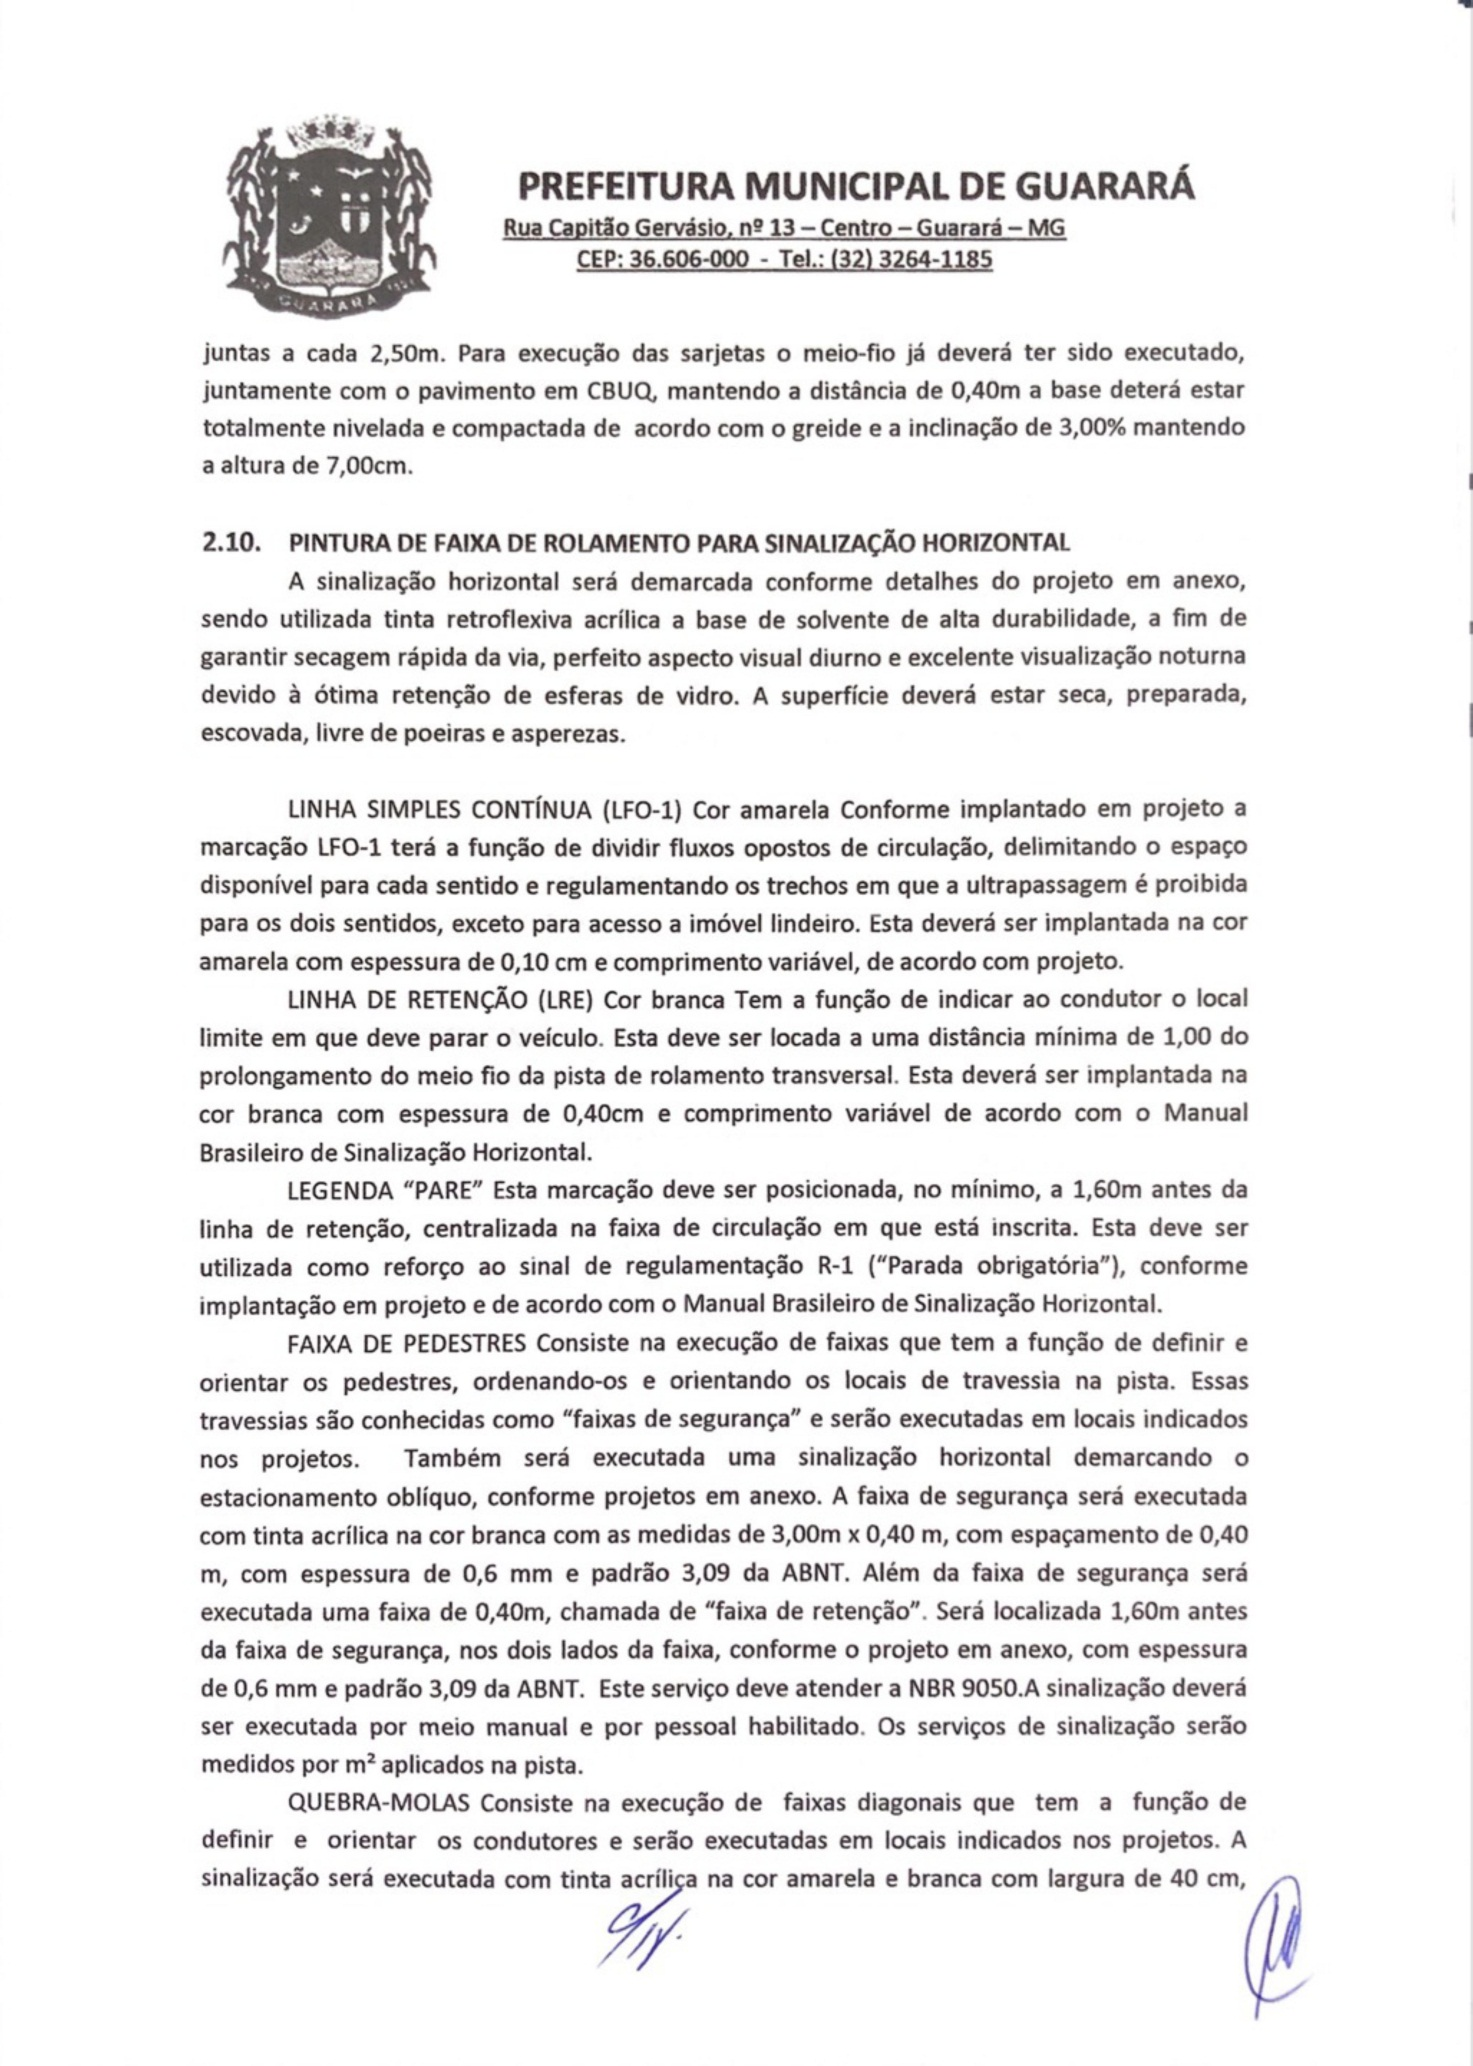 GUARARÁ
PREFEITURA MUNICIPAL DE GUARARÁ
Rua Capitão Gervásio, nº 13 – Centro – Guarará – MG
CEP: 36.606-000 - Tel.: (32) 3264-1185
juntas a cada 2,50m. Para execução das sarjetas o meio-fio já deverá ter sido executado,
juntamente com o pavimento em CBUQ, mantendo a distância de 0,40m a base deterá estar
totalmente nivelada e compactada de acordo com o greide e a inclinação de 3,00% mantendo
a altura de 7,00cm.
2.10. PINTURA DE FAIXA DE ROLAMENTO PARA SINALIZAÇÃO HORIZONTAL
A sinalização horizontal será demarcada conforme detalhes do projeto em anexo,
sendo utilizada tinta retroflexiva acrílica a base de solvente de alta durabilidade, a fim de
garantir secagem rápida da via, perfeito aspecto visual diurno e excelente visualização noturna
devido à ótima retenção de esferas de vidro. A superfície deverá estar seca, preparada,
escovada, livre de poeiras e asperezas.
LINHA SIMPLES CONTÍNUA (LFO-1) Cor amarela Conforme implantado em projeto a
marcação LFO-1 terá a função de dividir fluxos opostos de circulação, delimitando o espaço
disponível para cada sentido e regulamentando os trechos em que a ultrapassagem é proibida
para os dois sentidos, exceto para acesso a imóvel lindeiro. Esta deverá ser implantada na cor
amarela com espessura de 0,10 cm e comprimento variável, de acordo com projeto.
LINHA DE RETENÇÃO (LRE) Cor branca Tem a função de indicar ao condutor o local
limite em que deve parar o veículo. Esta deve ser locada a uma distância mínima de 1,00 do
prolongamento do meio fio da pista de rolamento transversal. Esta deverá ser implantada na
cor branca com espessura de 0,40cm e comprimento variável de acordo com o Manual
Brasileiro de Sinalização Horizontal.
LEGENDA “PARE” Esta marcação deve ser posicionada, no mínimo, a 1,60m antes da
linha de retenção, centralizada na faixa de circulação em que está inscrita. Esta deve ser
utilizada como reforço ao sinal de regulamentação R-1 (“Parada obrigatória”), conforme
implantação em projeto e de acordo com o Manual Brasileiro de Sinalização Horizontal.
FAIXA DE PEDESTRES Consiste na execução de faixas que tem a função de definir e
orientar os pedestres, ordenando-os e orientando os locais de travessia na pista. Essas
travessias são conhecidas como “faixas de segurança” e serão executadas em locais indicados
nos projetos. Também será executada uma sinalização horizontal demarcando o
estacionamento oblíquo, conforme projetos em anexo. A faixa de segurança será executada
com tinta acrílica na cor branca com as medidas de 3,00m x 0,40 m, com espaçamento de 0,40
m, com espessura de 0,6 mm e padrão 3,09 da ABNT. Além da faixa de segurança será
executada uma faixa de 0,40m, chamada de “faixa de retenção”. Será localizada 1,60m antes
da faixa de segurança, nos dois lados da faixa, conforme o projeto em anexo, com espessura
de 0,6 mm e padrão 3,09 da ABNT. Este serviço deve atender a NBR 9050.A sinalização deverá
ser executada por meio manual e por pessoal habilitado. Os serviços de sinalização serão
medidos por m² aplicados na pista.
QUEBRA-MOLAS Consiste na execução de faixas diagonais que tem a função de
definir e orientar os condutores e serão executadas em locais indicados nos projetos. A
sinalização será executada com tinta acrílica na cor amarela e branca com largura de 40 cm,